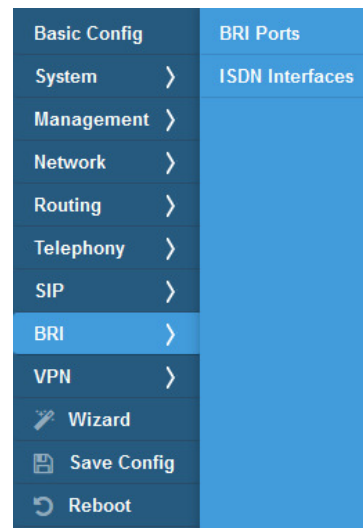 Basic Config
System
Management
Network
Routing
Telephony
SIP
BRI
VPN
Wizard
Save Config
Reboot
BRI Ports
ISDN Interfaces